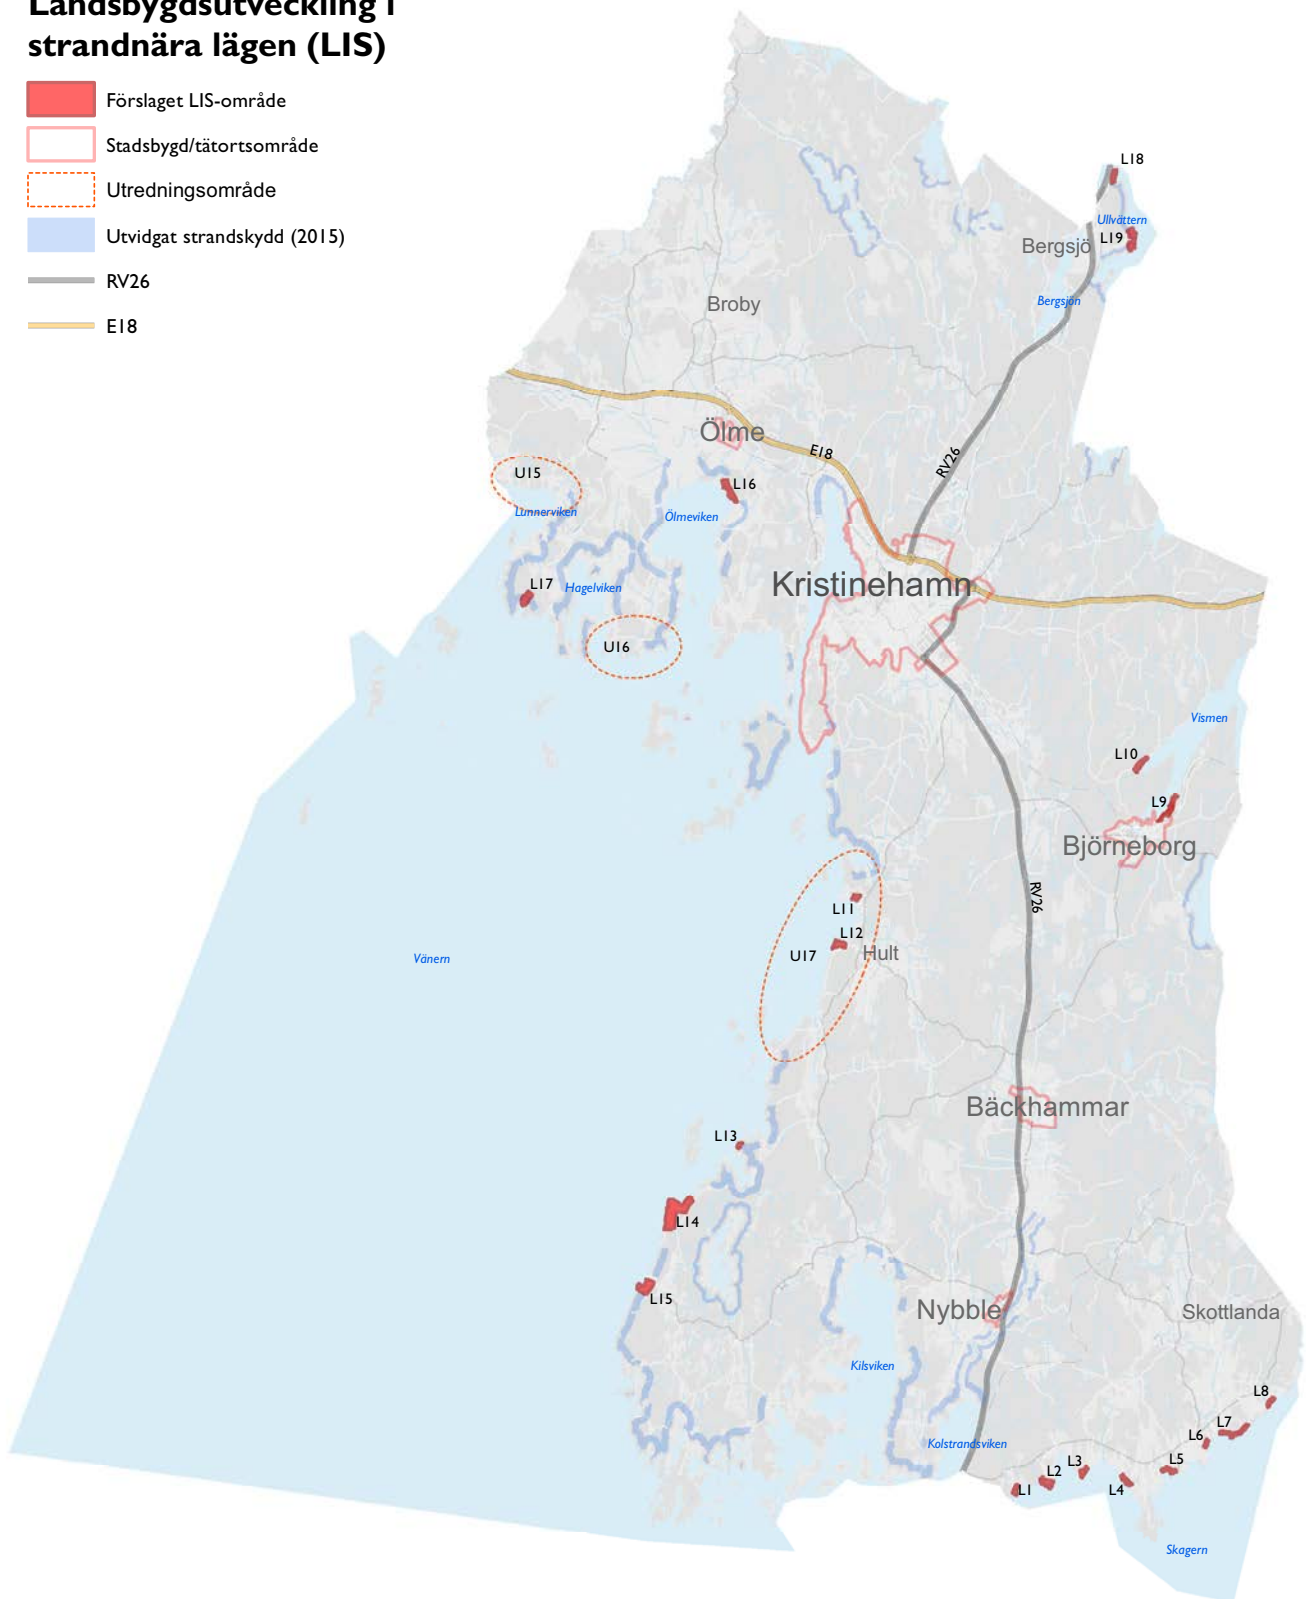 Landsbygdsutveckling i
strandnära lägen (LIS)
Förslaget LIS-område
Stadsbygd/tätortsområde
Utredningsområde
Utvidgat strandskydd (2015)
RV26
E18
L18
Ullvättern
L19
Bergsjö
Bergsjön
Broby
Ölme
E18
RV26
U15
L16
Lunnerviken
Ölmeviken
L17
Hagelviken
Kristinehamn
U16
Vismen
L10
L9
Björneborg
RV26
L11
L12
U17
Hult
Vänern
Bäckhammar
L13
L14
L15
Nybble
Skottlanda
Kilsviken
L8
L7
L6
Kolstrandsviken
L5
L3
L2
L4
L1
Skagern